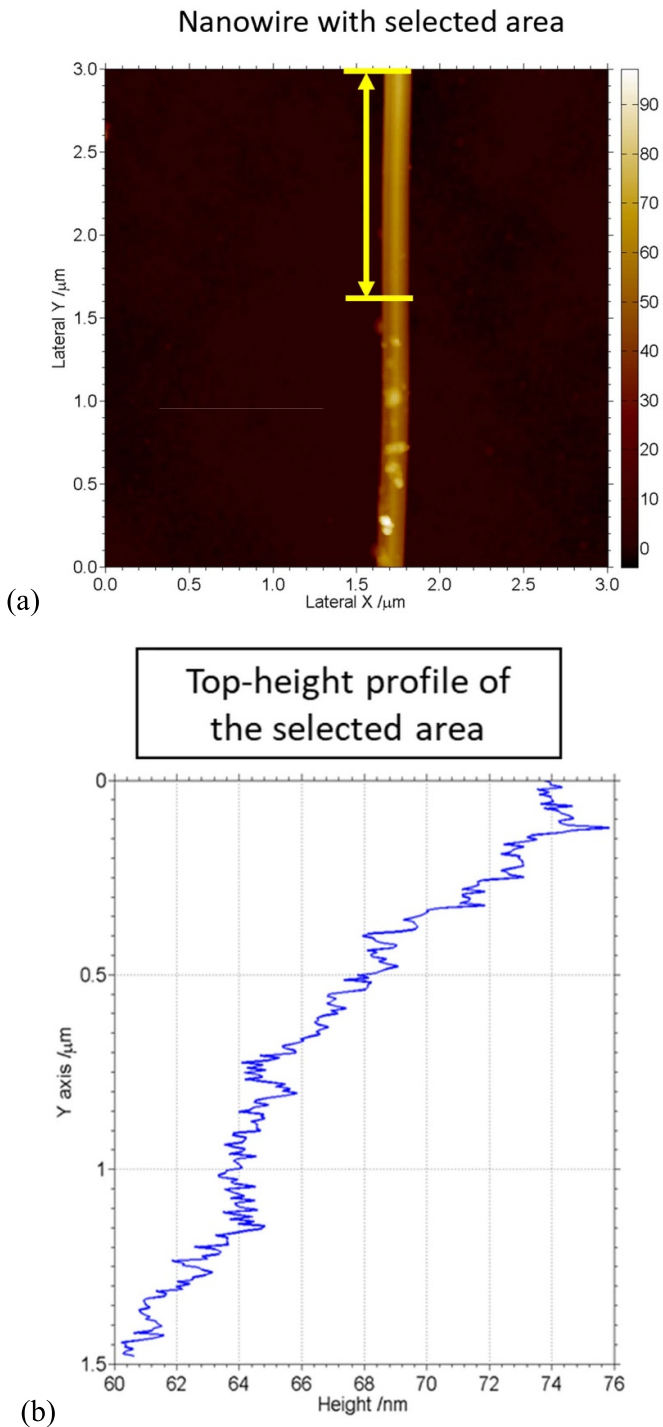 Nanowire with selected area
3.0
2.5
2.0
1.5
1.0
0.5
0.0
Lateral Y /μm
0.0 0.5 1.0 1.5 2.0 2.5 3.0
Lateral X /μm
90
80
70
60
50
40
30
20
10
0
(a)
Top-height profile of
the selected area
0
0.5
1
1.5
Y axis /μm
60 62 64 66 68 70 72 74 76
Height /nm
(b)